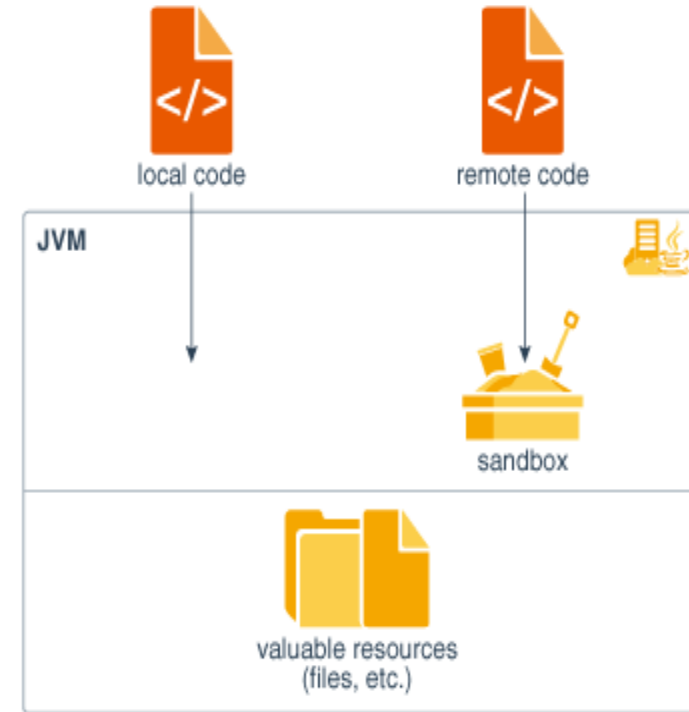 </>
</>
local code
remote code
JVM
sandbox
valuable resources
(files, etc.)